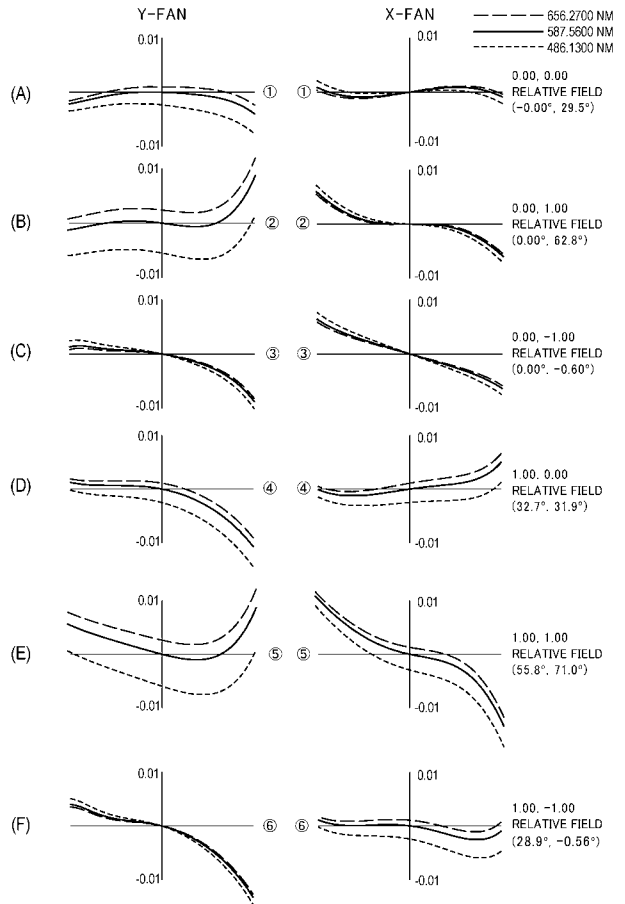 Y-FAN X-FAN
656.2700 NM
587.5600 NM
486.1300 NM
(A) 0.01 -0.01 ① ① 0.01 -0.01
0.00, 0.00
RELATIVE FIELD
(-0.00°, 29.5°)
(B) 0.01 -0.01 ② ② 0.01 -0.01
0.00, 1.00
RELATIVE FIELD
(0.00°, 62.8°)
(C) 0.01 -0.01 ③ ③ 0.01 -0.01
0.00, -1.00
RELATIVE FIELD
(0.00°, -0.60°)
(D) 0.01 -0.01 ④ ④ 0.01 -0.01
1.00, 0.00
RELATIVE FIELD
(32.7°, 31.9°)
(E) 0.01 -0.01 ⑤ ⑤ 0.01 -0.01
1.00, 1.00
RELATIVE FIELD
(55.8°, 71.0°)
(F) 0.01 -0.01 ⑥ ⑥ 0.01 -0.01
1.00, -1.00
RELATIVE FIELD
(28.9°, -0.56°)